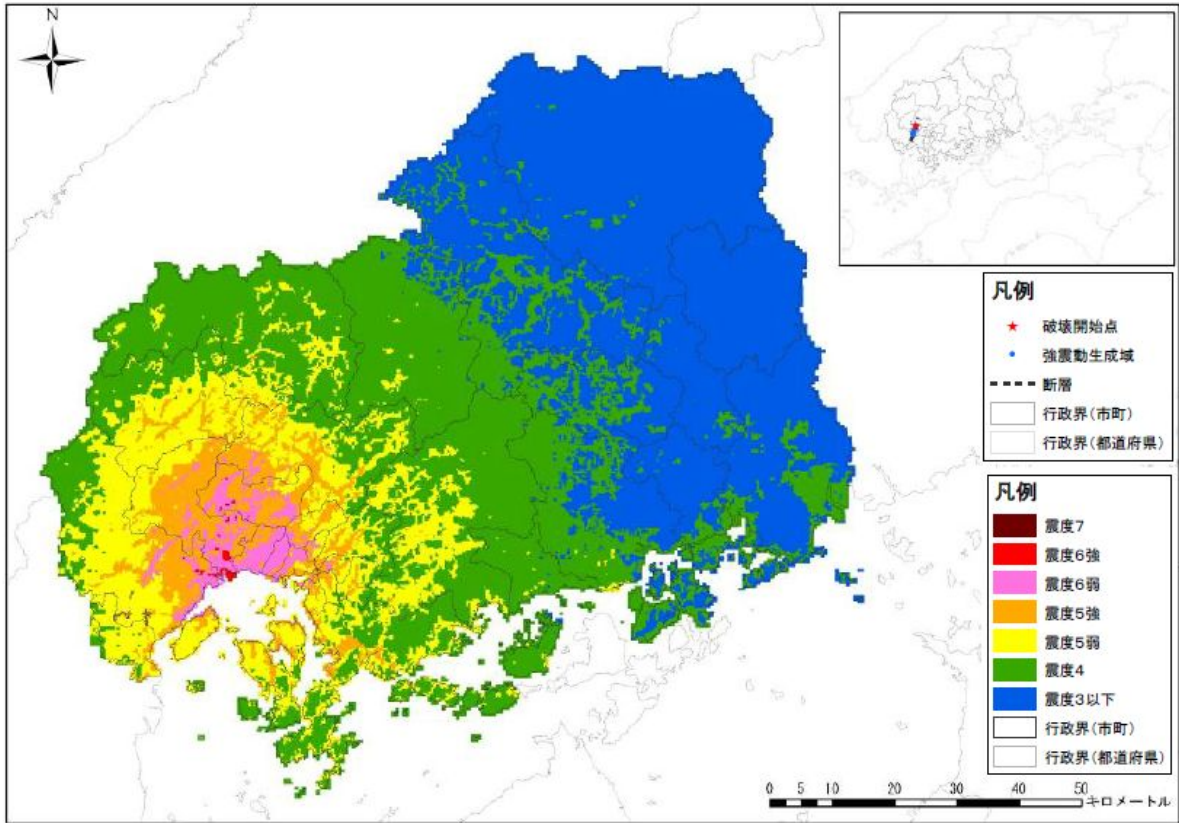 N
凡例
破壊開始点
強震動生成域
断層
行政界(市町)
行政界(都道府県)
凡例
震度7
震度6強
震度6弱
震度5強
震度5弱
震度4
震度3以下
行政界(市町)
行政界(都道府県)
0 5 10 20 30 40 50
キロメートル